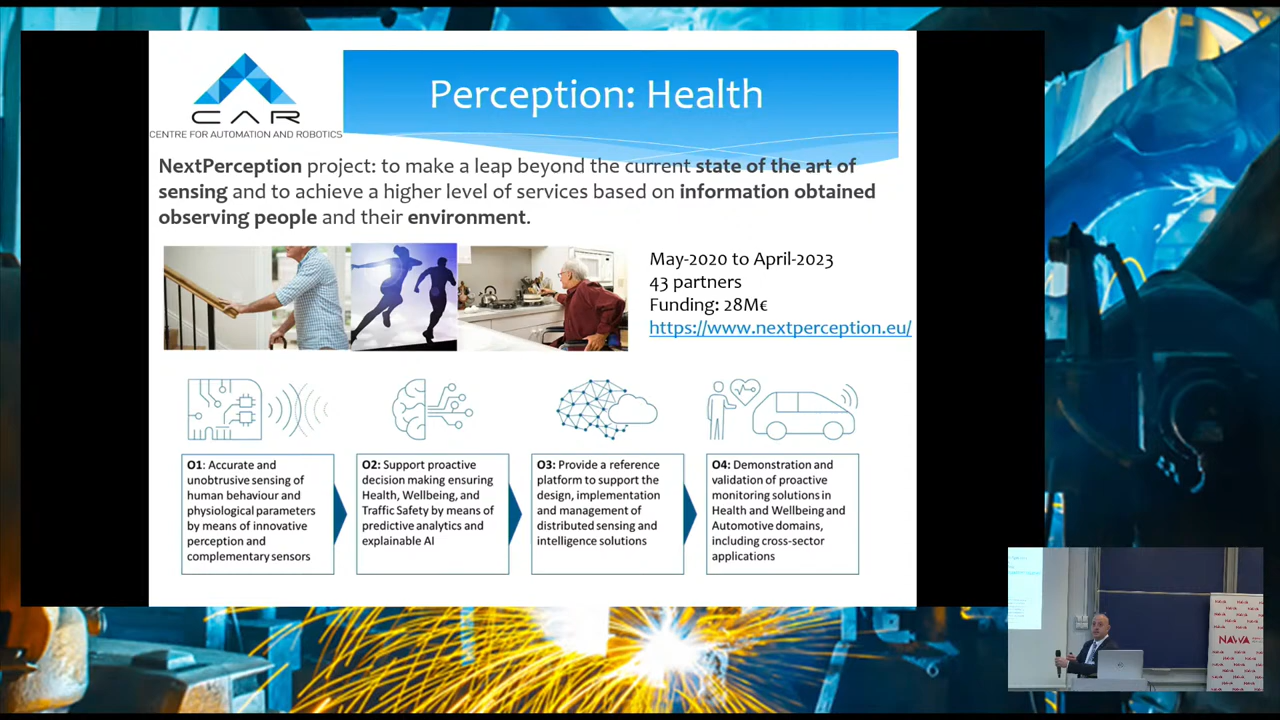 CAR
CENTRE FOR AUTOMATION AND ROBOTICS
Perception: Health
NextPerception project: to make a leap beyond the current state of the art of
sensing and to achieve a higher level of services based on information obtained
observing people and their environment.
May-2020 to April-2023
43 partners
Funding: 28M€
https://www.nextperception.eu/
O1: Accurate and
unobtrusive sensing of
human behaviour and
physiological parameters
by means of innovative
perception and
complementary sensors
O2: Support proactive
decision making ensuring
Health, Wellbeing, and
Traffic Safety by means of
predictive analytics and
explainable AI
O3: Provide a reference
platform to support the
design, implementation
and management of
distributed sensing and
intelligence solutions
O4: Demonstration and
validation of proactive
monitoring solutions in
Health and Wellbeing and
Automotive domains,
including cross-sector
applications
NAWA